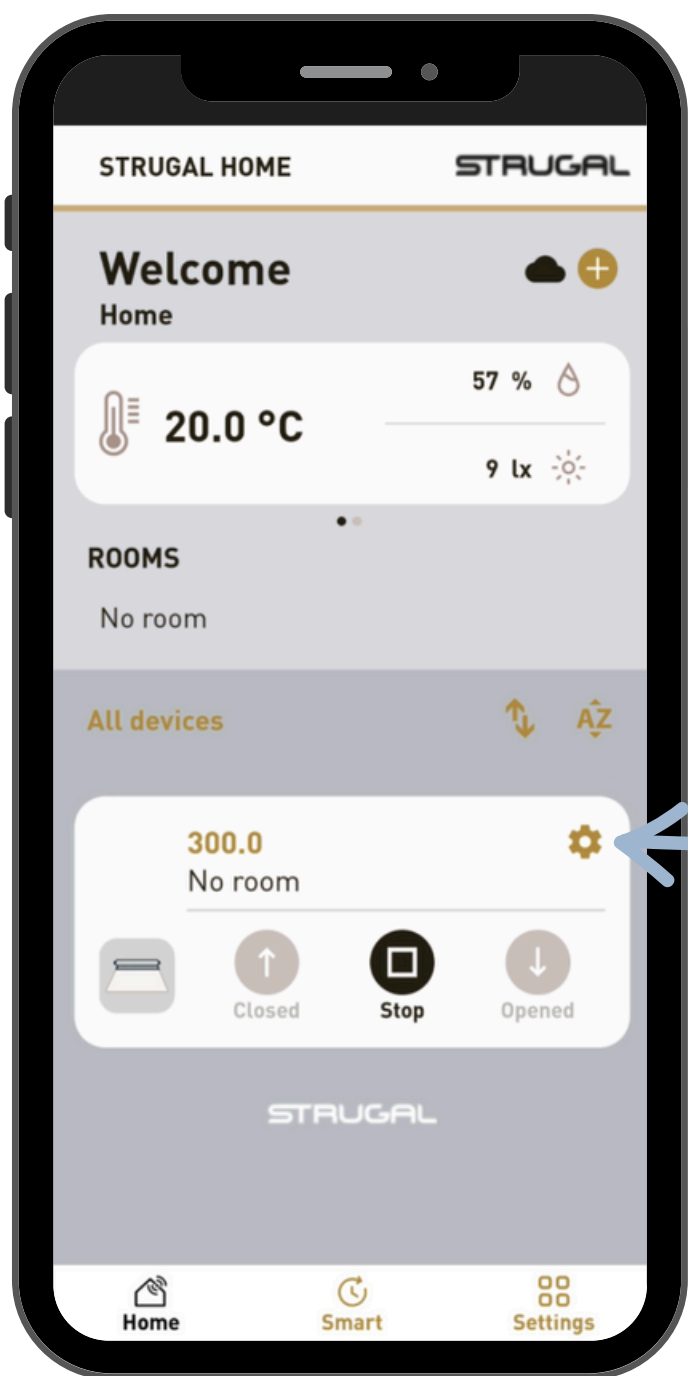 STRUGAL HOME STRUGAL
Welcome
Home
57 %
20.0 °C
9 lx
ROOMS
No room
All devices AZ
300.0
No room
Closed Stop Opened
STRUGAL
Home Smart Settings